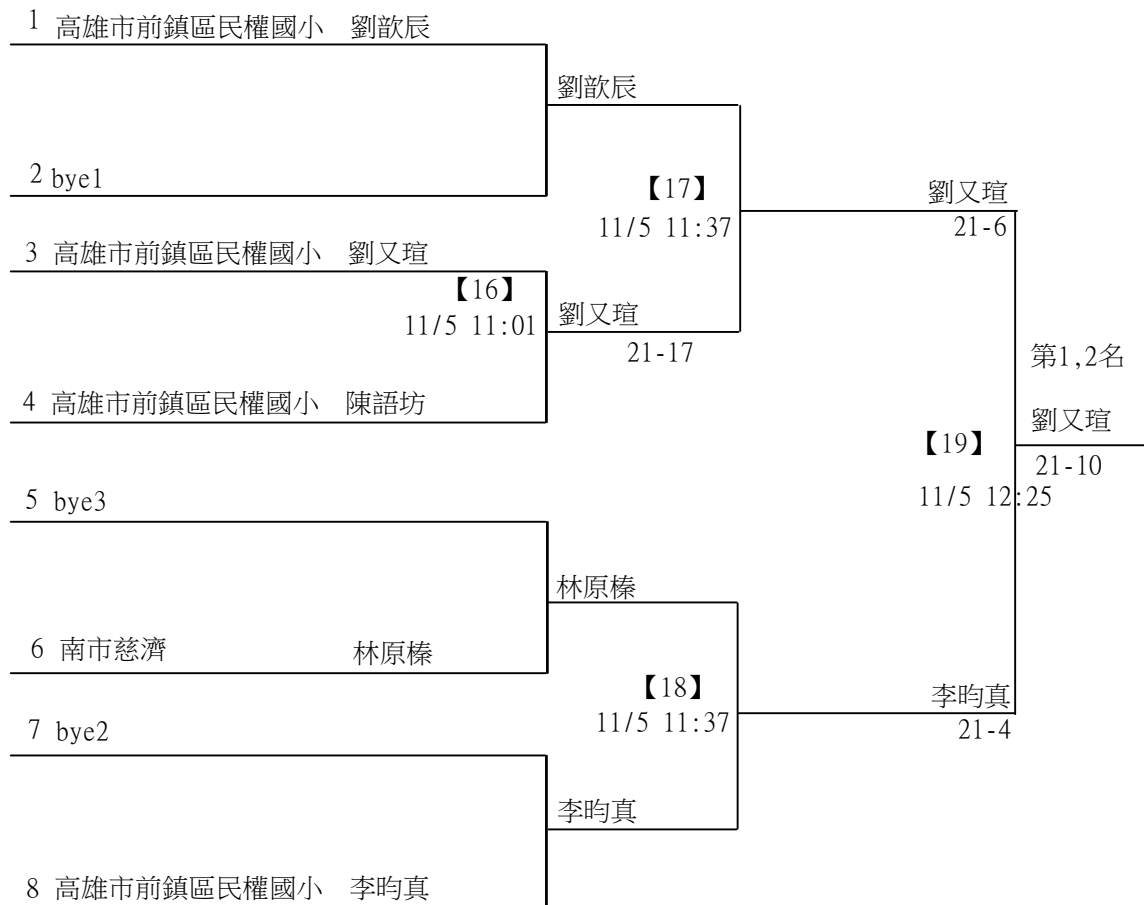 1 高雄市前鎮區民權國小 劉歆辰
劉歆辰
2 bye1
【17】
11/5 11:37
劉又瑄
21-6
3 高雄市前鎮區民權國小 劉又瑄
【16】
11/5 11:01
劉又瑄
21-17
第1,2名
4 高雄市前鎮區民權國小 陳語坊
劉又瑄
21-10
【19】
11/5 12:25
5 bye3
林原榛
6 南市慈濟 林原榛
【18】
11/5 11:37
李昀真
21-4
7 bye2
李昀真
8 高雄市前鎮區民權國小 李昀真